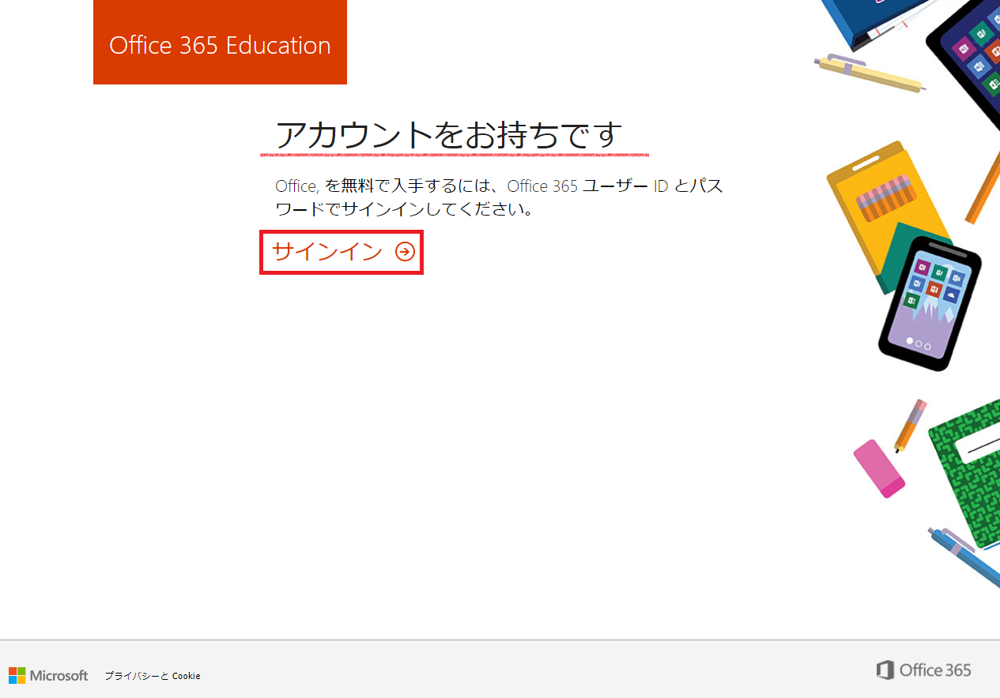 Office 365 Education
アカウントをお持ちです
Office, を無料で入手するには、Office 365 ユーザー ID とパス
ワードでサインインしてください。
サインイン
Microsoft
プライバシーと Cookie
Office 365